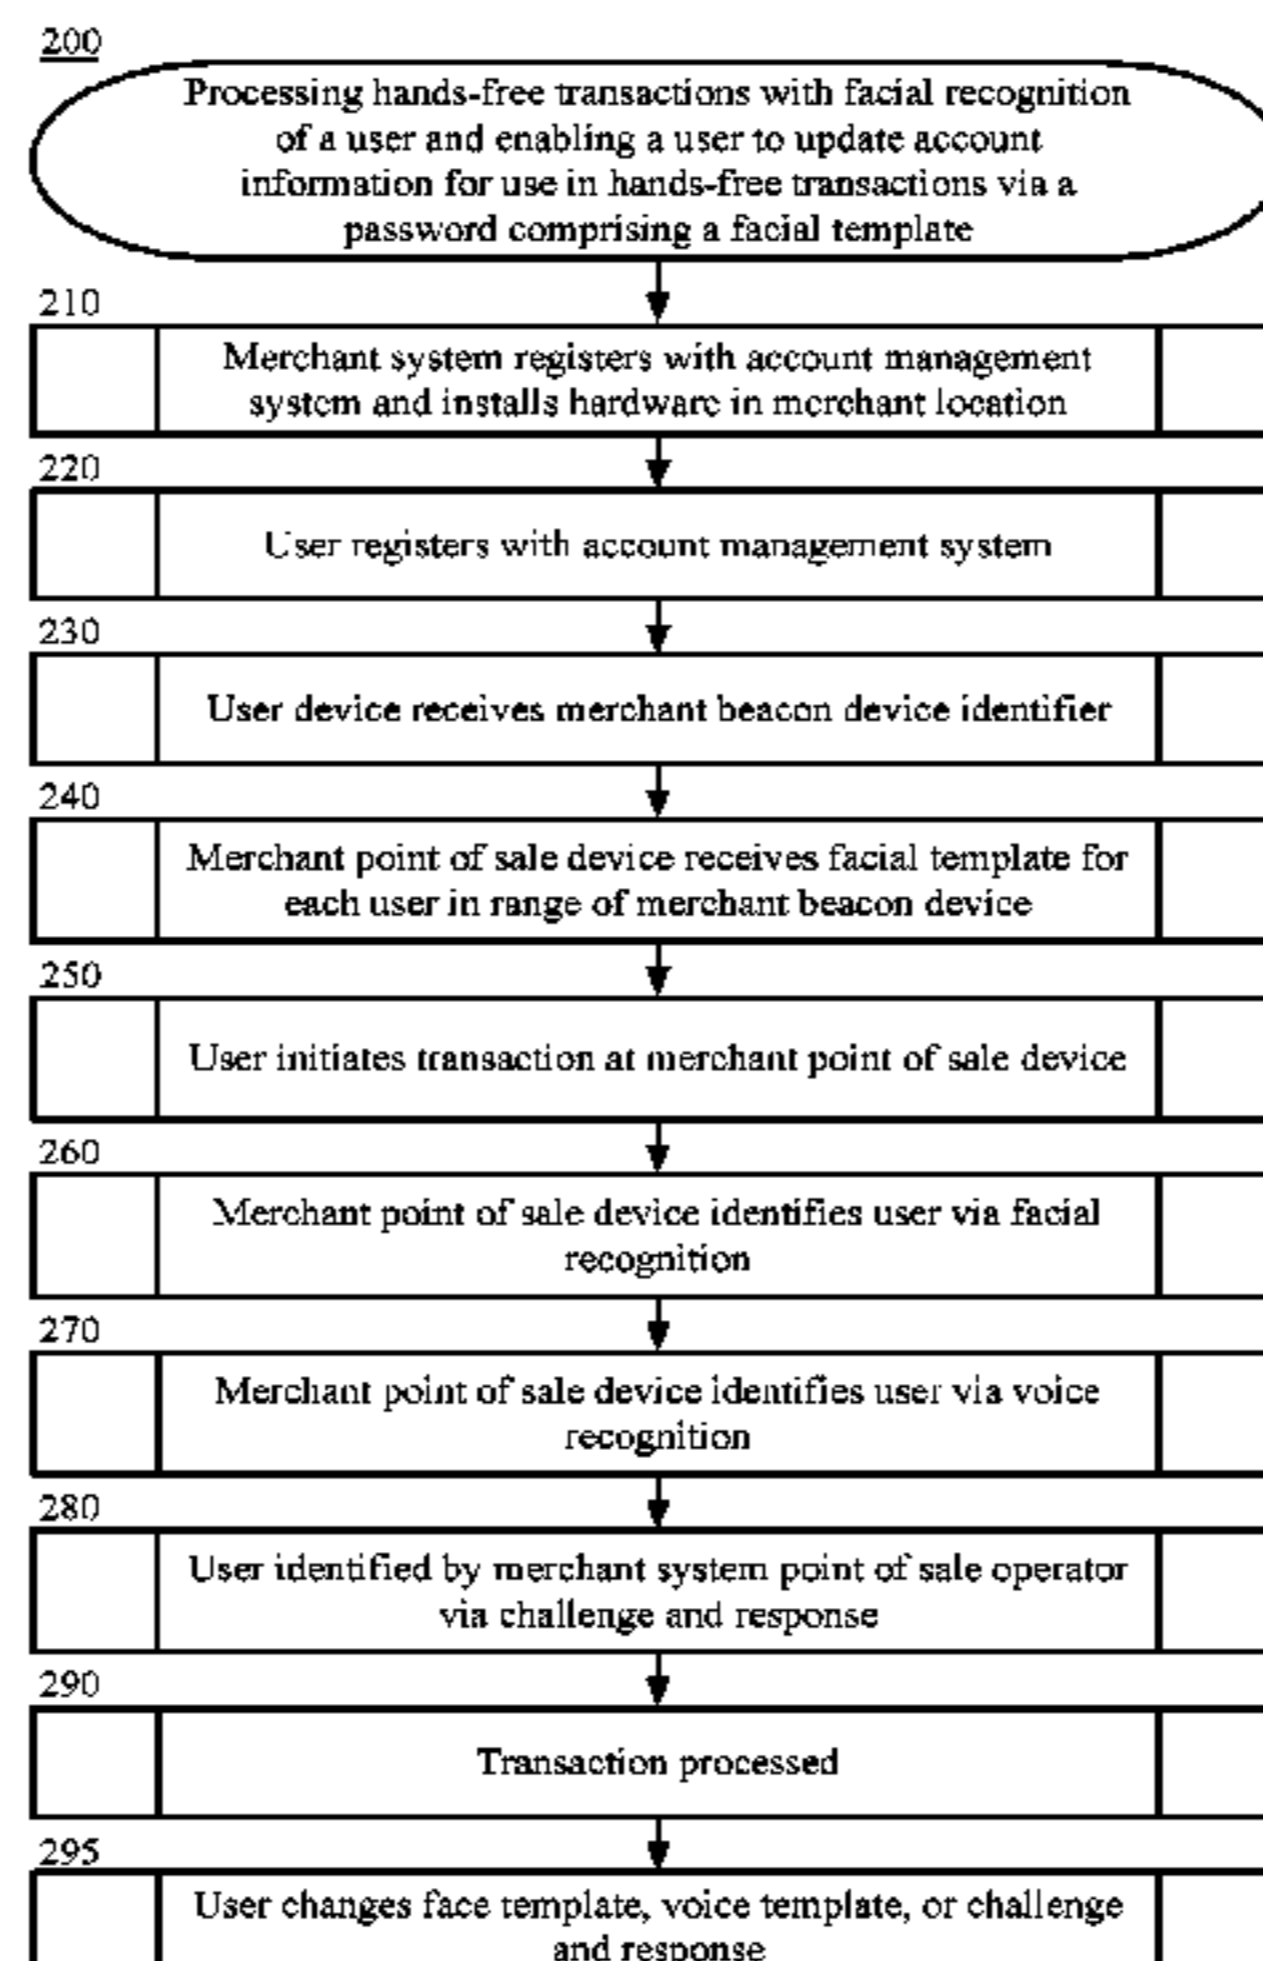 200
Processing hands-free transactions with facial recognition
of a user and enabling a user to update account
information for use in hands-free transactions via a
password comprising a facial template
210
Merchant system registers with account management
system and installs hardware in merchant location
220
User registers with account management system
230
User device receives merchant beacon device identifier
240
Merchant point of sale device receives facial template for
each user in range of merchant beacon device
250
User initiates transaction at merchant point of sale device
260
Merchant point of sale device identifies user via facial
recognition
270
Merchant point of sale device identifies user via voice
recognition
280
User identified by merchant system point of sale operator
via challenge and response
290
Transaction processed
295
User changes face template, voice template, or challenge
and response